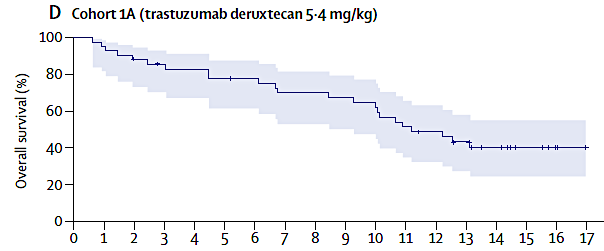 D Cohort 1A (trastuzumab deruxtecan 5·4 mg/kg)
Overall survival (%)
100
80
60
40
20
0
0 1 2 3 4 5 6 7 8 9 10 11 12 13 14 15 16 17